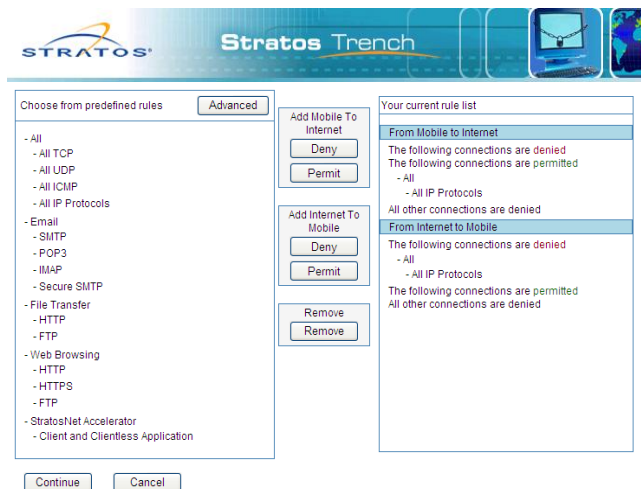 STRATOS
Stratos Trench
Choose from predefined rules
Advanced
- All
- All TCP
- All UDP
- All ICMP
- All IP Protocols
- Email
- SMTP
- POP3
- IMAP
- Secure SMTP
- File Transfer
- HTTP
- FTP
- Web Browsing
- HTTP
- HTTPS
- FTP
- StratosNet Accelerator
- Client and Clientless Application
Add Mobile To
Internet
Deny
Permit
Add Internet To
Mobile
Deny
Permit
Remove
Remove
Your current rule list
From Mobile to Internet
The following connections are denied
The following connections are permitted
- All
- All IP Protocols
All other connections are denied
From Internet to Mobile
The following connections are denied
- All
- All IP Protocols
The following connections are permitted
All other connections are denied
Continue
Cancel